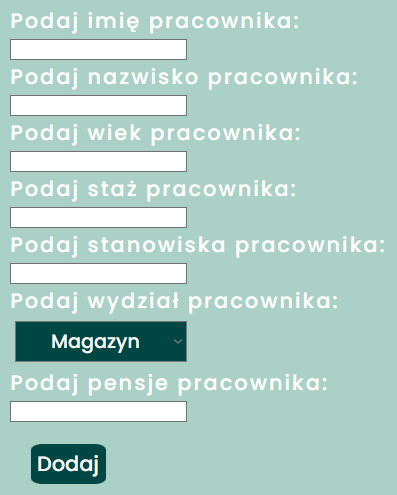 Podaj imię pracownika:
Podaj nazwisko pracownika:
Podaj wiek pracownika:
Podaj staż pracownika:
Podaj stanowiska pracownika:
Podaj wydział pracownika:
Magazyn
Podaj pensje pracownika:
Dodaj